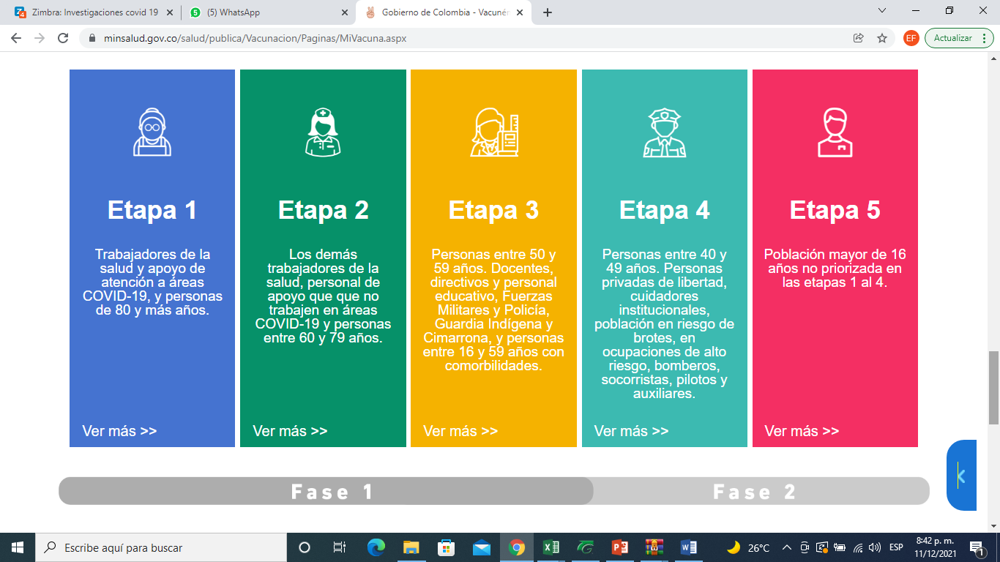 Zimbra: Investigaciones covid 19
(5) WhatsApp
Gobierno de Colombia - Vacunén
minsalud.gov.co/salud/publica/Vacunacion/Paginas/MiVacuna.aspx
EF
Actualizar
Etapa 1
Trabajadores de la
salud y apoyo de
atención a áreas
COVID-19, y personas
de 80 y más años.
Ver más >>
Etapa 2
Los demás
trabajadores de la
salud, personal de
apoyo que que no
trabajen en áreas
COVID-19 y personas
entre 60 y 79 años.
Ver más >>
Etapa 3
Personas entre 50 y
59 años. Docentes,
directivos y personal
educativo, Fuerzas
Militares y Policía,
Guardia Indígena y
Cimarrona, y personas
entre 16 y 59 años con
comorbilidades.
Ver más >>
Etapa 4
Personas entre 40 y
49 años. Personas
privadas de libertad,
cuidadores
institucionales,
población en riesgo de
brotes, en
ocupaciones de alto
riesgo, bomberos,
socorristas, pilotos y
auxiliares.
Ver más >>
Etapa 5
Población mayor de 16
años no priorizada en
las etapas 1 al 4.
Ver más >>
Fase 1
Fase 2
Escribe aquí para buscar
26°C
ESP
8:42 p. m.
11/12/2021
1